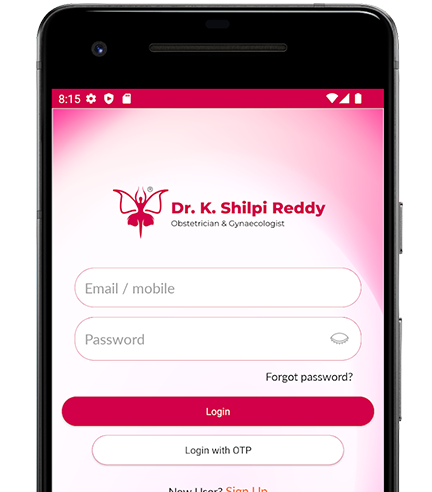 8:15
®
Dr. K. Shilpi Reddy
Obstetrician & Gynaecologist
Email / mobile
Password
Forgot password?
Login
Login with OTP
New User? Sign Up